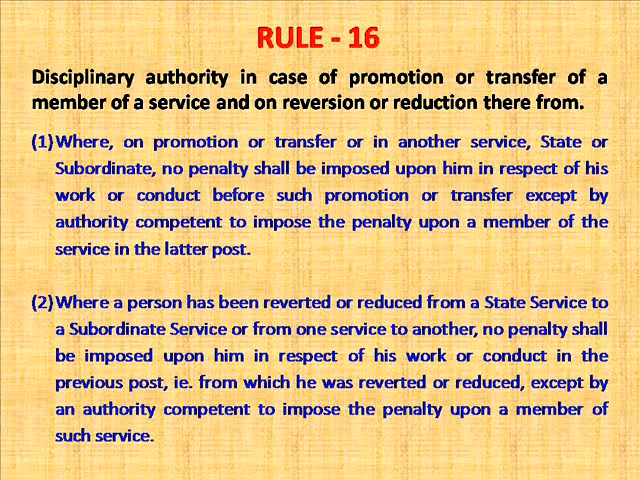 RULE - 16
Disciplinary authority in case of promotion or transfer of a
member of a service and on reversion or reduction there from.
(1) Where, on promotion or transfer or in another service, State or
Subordinate, no penalty shall be imposed upon him in respect of his
work or conduct before such promotion or transfer except by
authority competent to impose the penalty upon a member of the
service in the latter post.
(2) Where a person has been reverted or reduced from a State Service to
a Subordinate Service or from one service to another, no penalty shall
be imposed upon him in respect of his work or conduct in the
previous post, ie. from which he was reverted or reduced, except by
an authority competent to impose the penalty upon a member of
such service.